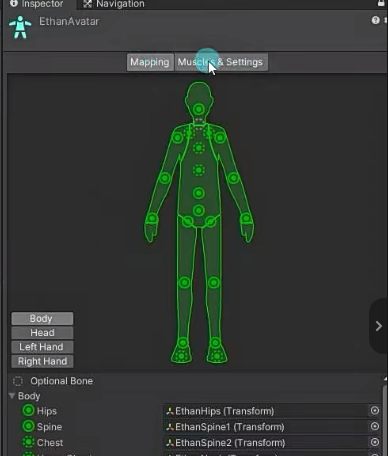 Inspector Navigation
EthanAvatar
Mapping Muscles & Settings
Body
Head
Left Hand
Right Hand
Optional Bone
Body
Hips EthanHips (Transform)
Spine EthanSpine1 (Transform)
Chest EthanSpine2 (Transform)